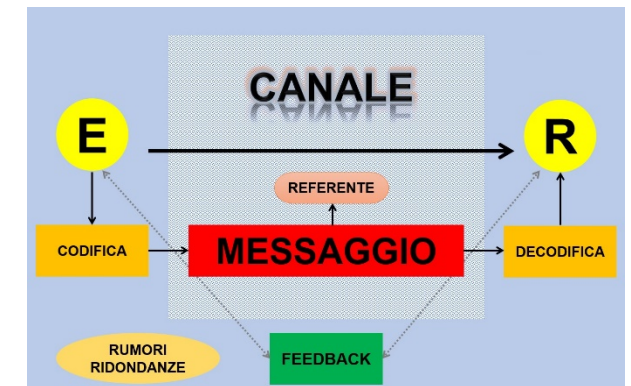 CANALE
E
R
REFERENTE
CODIFICA
MESSAGGIO
DECODIFICA
RUMORI
RIDONDANZE
FEEDBACK